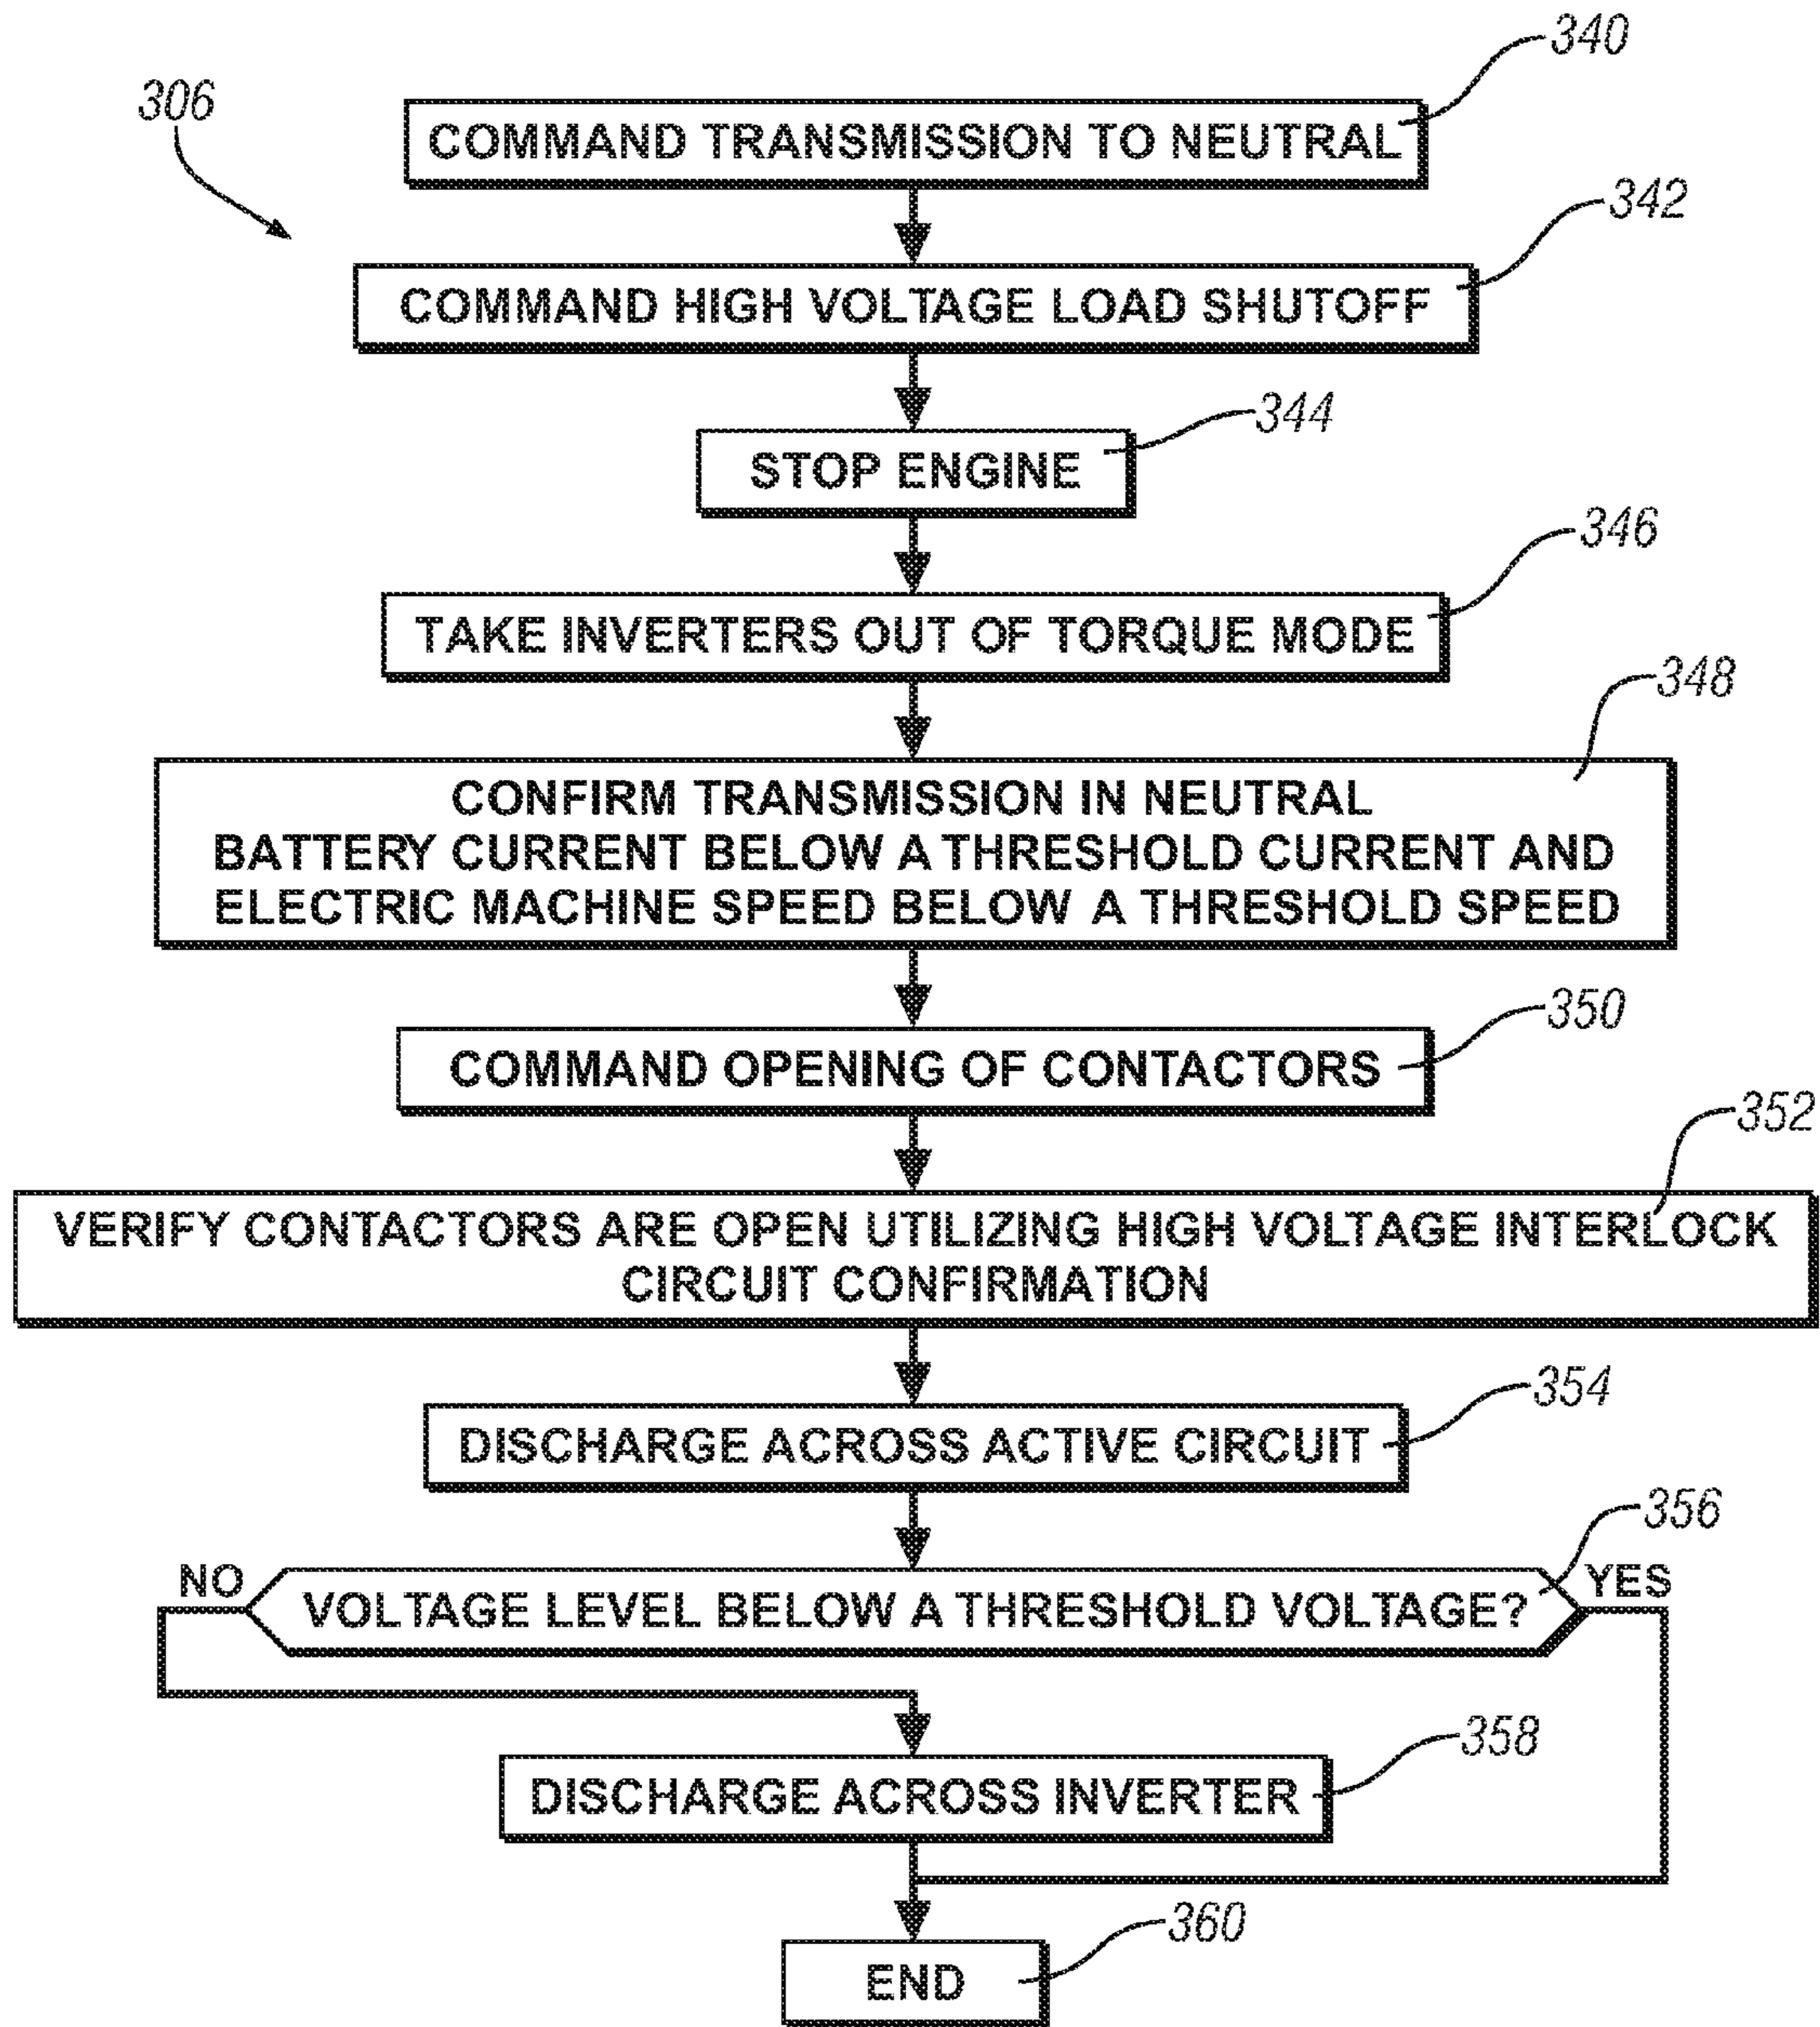 340
306
COMMAND TRANSMISSION TO NEUTRAL
342
COMMAND HIGH VOLTAGE LOAD SHUTOFF
344
STOP ENGINE
346
TAKE INVERTERS OUT OF TORQUE MODE
348
CONFIRM TRANSMISSION IN NEUTRAL
BATTERY CURRENT BELOW A THRESHOLD CURRENT AND
ELECTRIC MACHINE SPEED BELOW A THRESHOLD SPEED
350
COMMAND OPENING OF CONTACTORS
352
VERIFY CONTACTORS ARE OPEN UTILIZING HIGH VOLTAGE INTERLOCK
CIRCUIT CONFIRMATION
354
DISCHARGE ACROSS ACTIVE CIRCUIT
356
NO
YES
VOLTAGE LEVEL BELOW A THRESHOLD VOLTAGE?
358
DISCHARGE ACROSS INVERTER
360
END